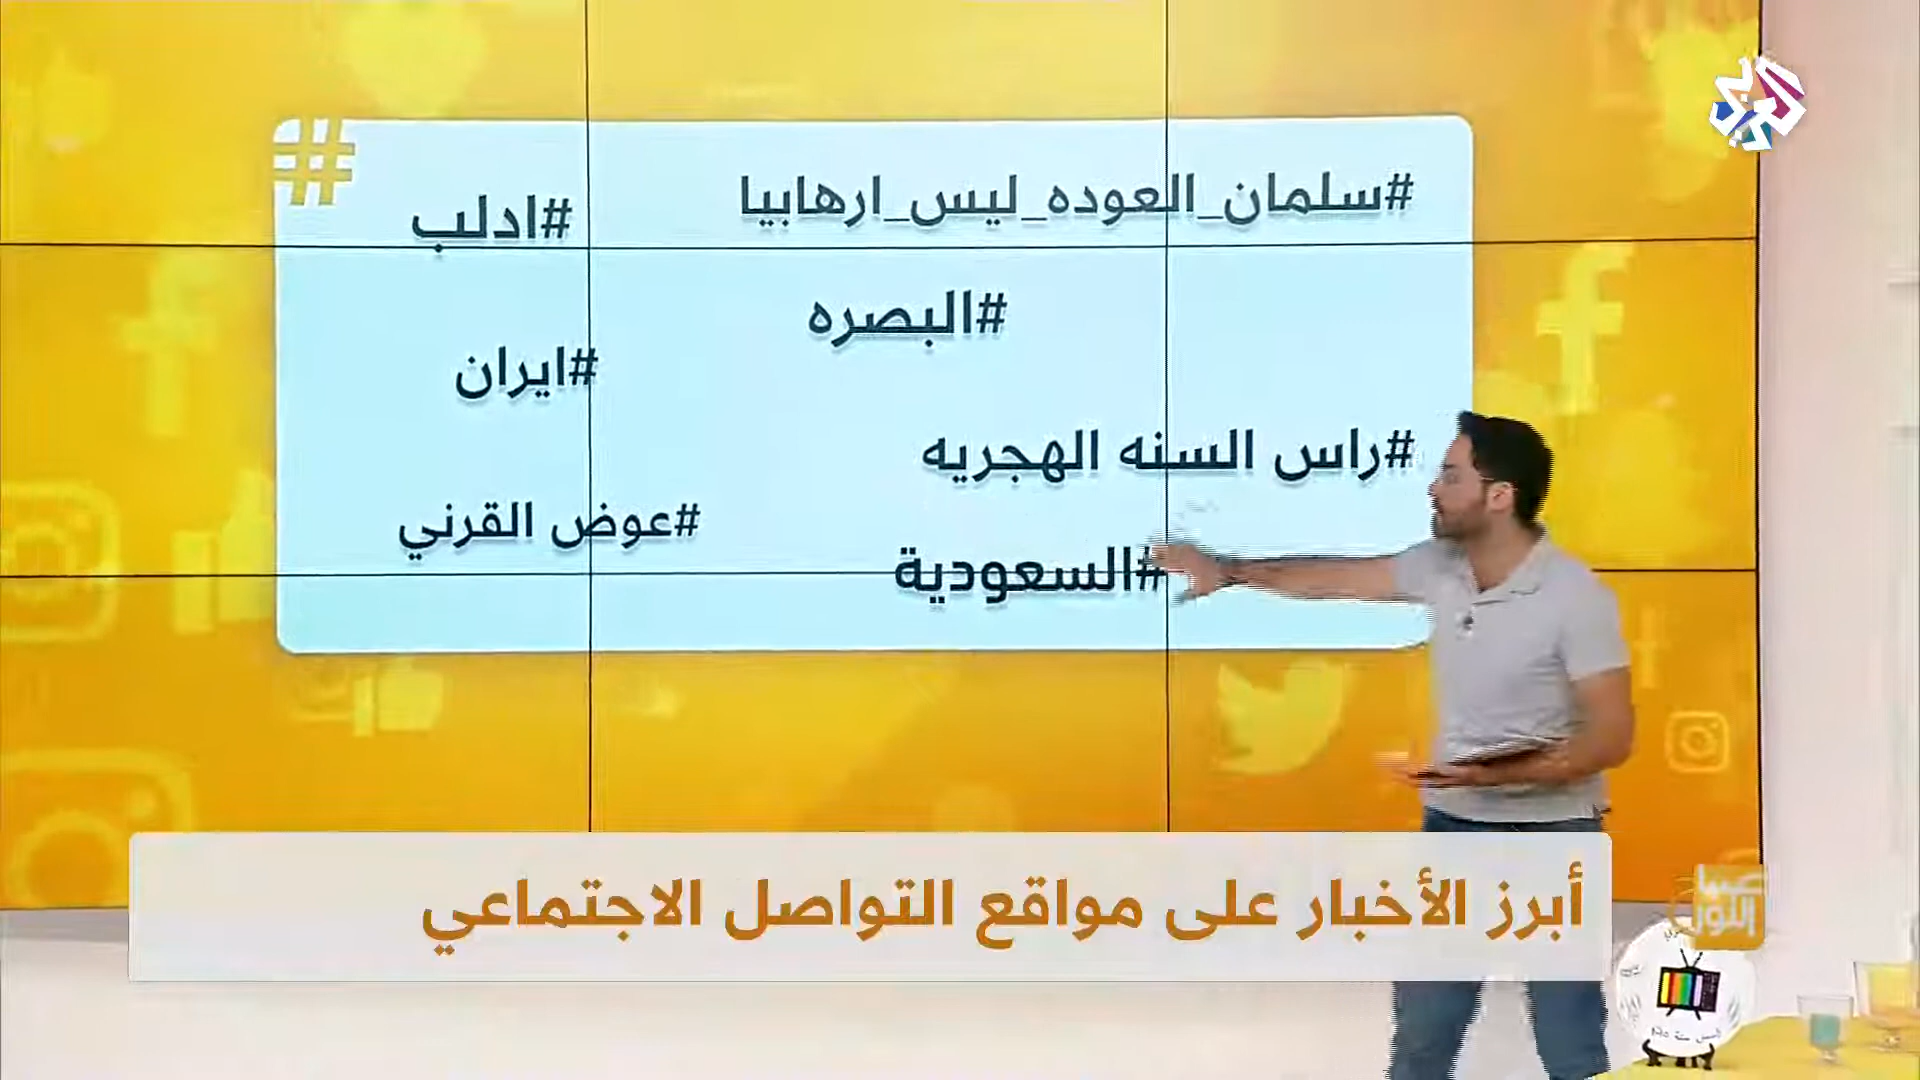 #سلمان_العوده_ليس_ارهابيا
#ادلب
#البصره
#ايران
#راس السنه الهجريه
#عوض القرني
#السعودية
أبرز الأخبار على مواقع التواصل الاجتماعي